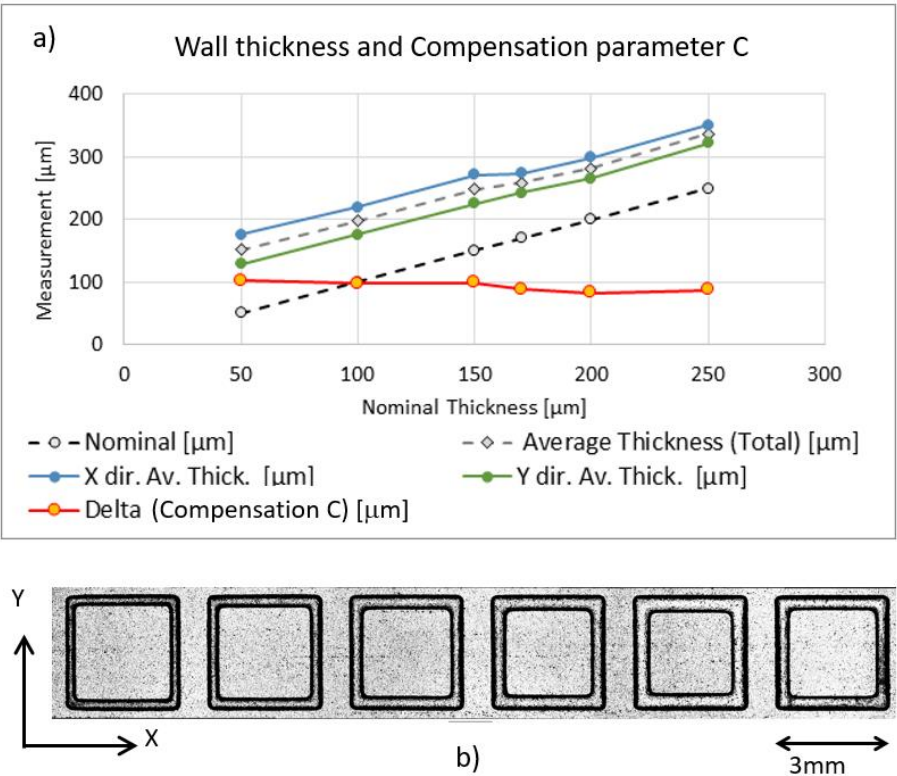 a)
Wall thickness and Compensation parameter C
400
300
200
100
0
Measurement [µm]
0 50 100 150 200 250 300
Nominal Thickness [µm]
Nominal [µm] Average Thickness (Total) [µm]
X dir. Av. Thick. [µm] Y dir. Av. Thick. [µm]
Delta (Compensation C) [µm]
Y
X
b)
3mm